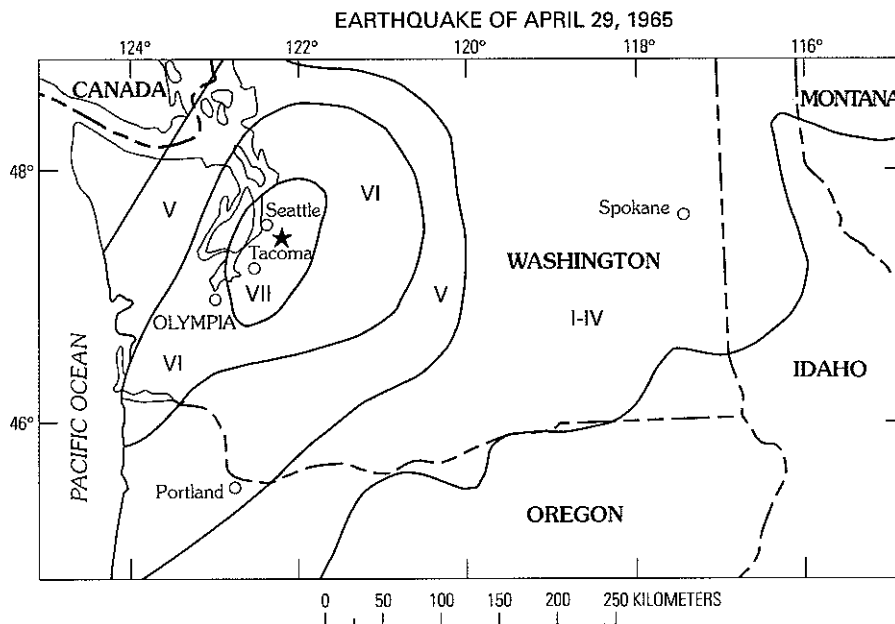 EARTHQUAKE OF APRIL 29, 1965
124° 122° 120° 118° 116°
CANADA
MONTANA
48°
V
VI
Seattle
Spokane
Tacoma
WASHINGTON
VII
V
OLYMPIA
I-IV
VI
IDAHO
46°
PACIFIC OCEAN
Portland
OREGON
0 50 100 150 200 250 KILOMETERS